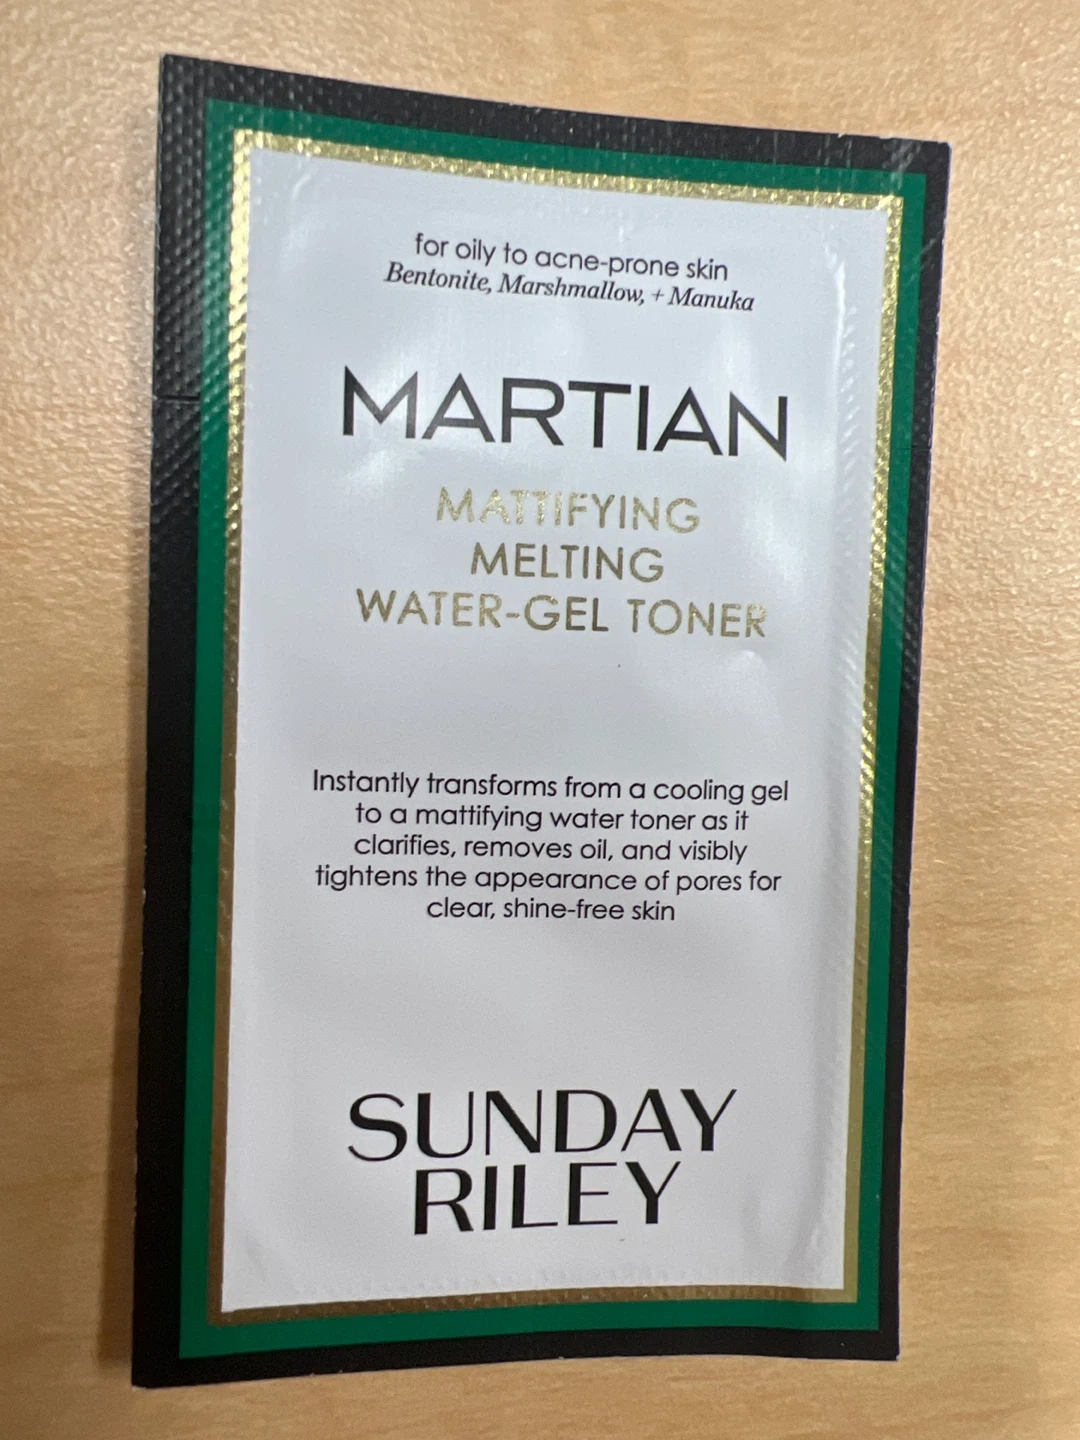 for oily to acne-prone skin
Bentonite, Marshmallow, + Manuka
MARTIAN
MATTIFYING
MELTING
WATER-GEL TONER
Instantly transforms from a cooling gel
to a mattifying water toner as it
clarifies, removes oil, and visibly
tightens the appearance of pores for
clear, shine-free skin
SUNDAY
RILEY